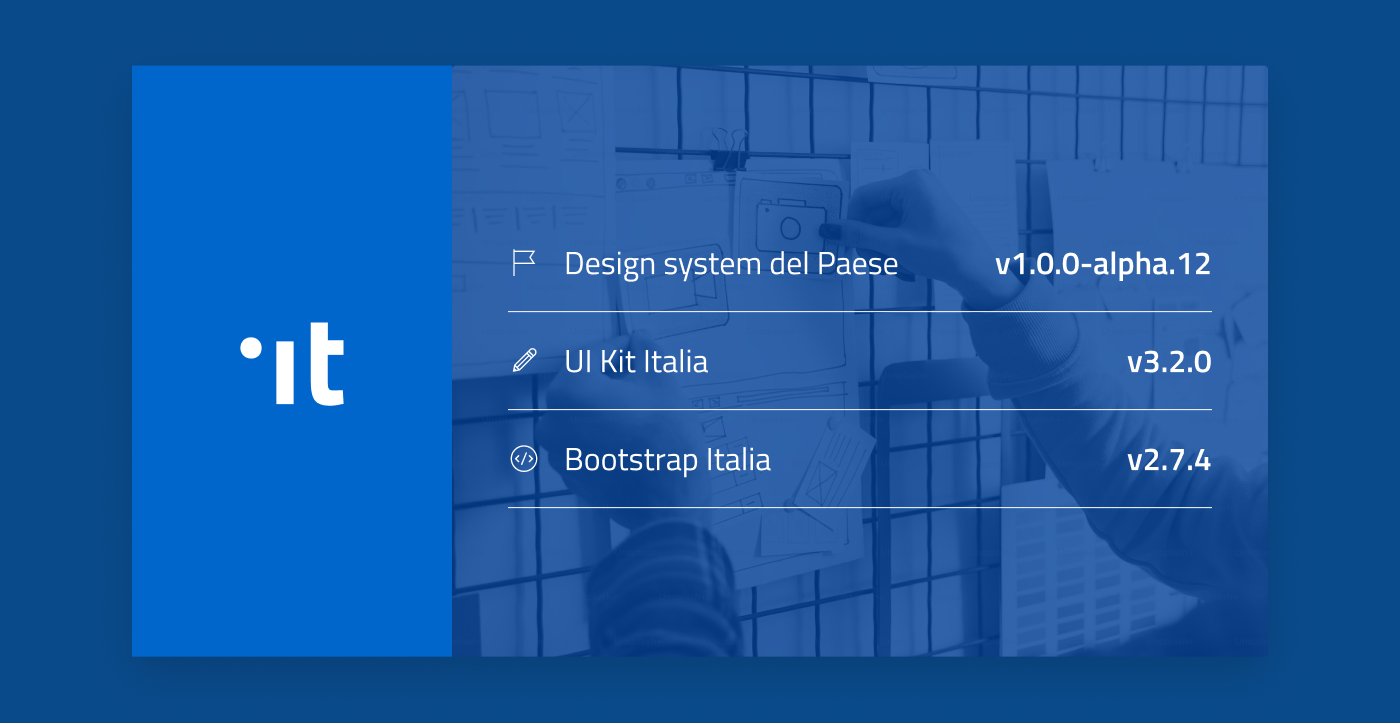 it
Design system del Paese v1.0.0-alpha.12
UI Kit Italia v3.2.0
Bootstrap Italia v2.7.4